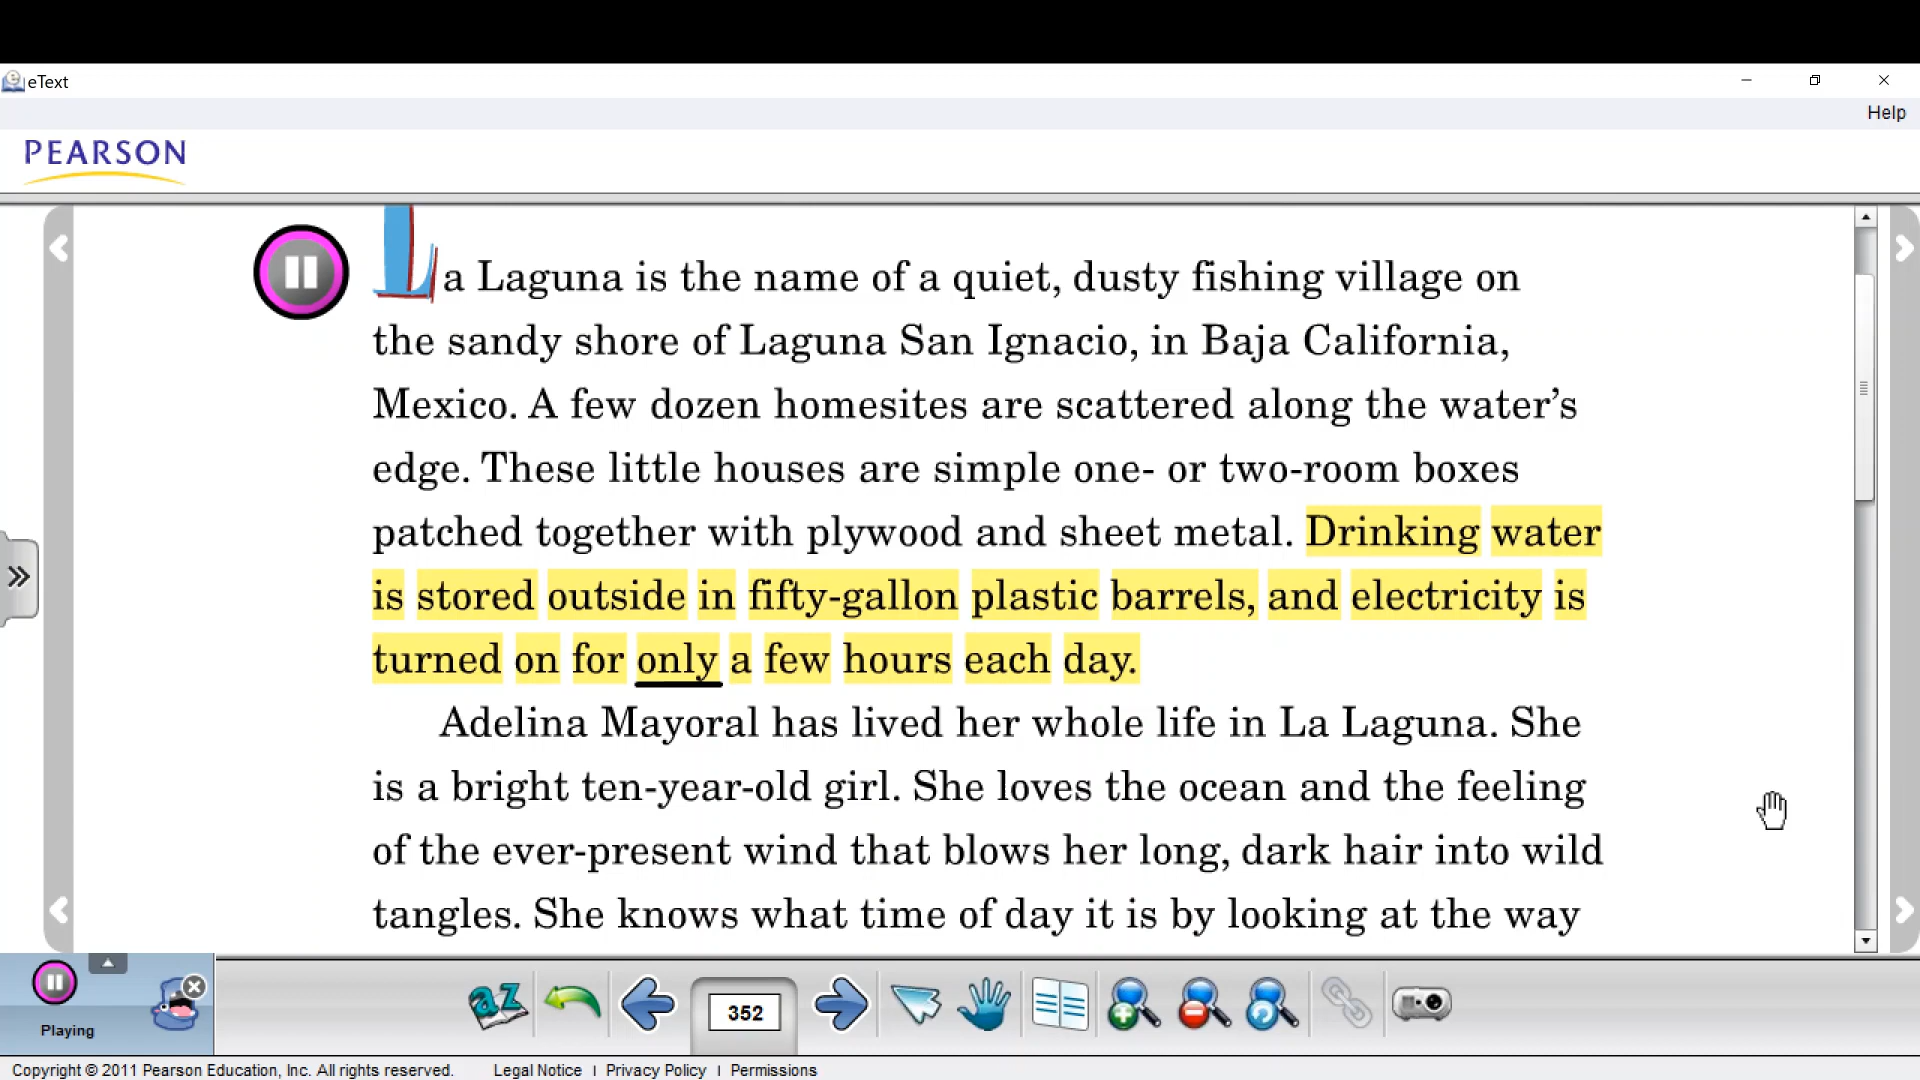 eText
Help
PEARSON
La Laguna is the name of a quiet, dusty fishing village on
the sandy shore of Laguna San Ignacio, in Baja California,
Mexico. A few dozen homesites are scattered along the water’s
edge. These little houses are simple one- or two-room boxes
patched together with plywood and sheet metal. Drinking water
is stored outside in fifty-gallon plastic barrels, and electricity is
turned on for only a few hours each day.
Adelina Mayoral has lived her whole life in La Laguna. She
is a bright ten-year-old girl. She loves the ocean and the feeling
of the ever-present wind that blows her long, dark hair into wild
tangles. She knows what time of day it is by looking at the way
Playing
aZ
352
Copyright © 2011 Pearson Education, Inc. All rights reserved. Legal Notice | Privacy Policy | Permissions